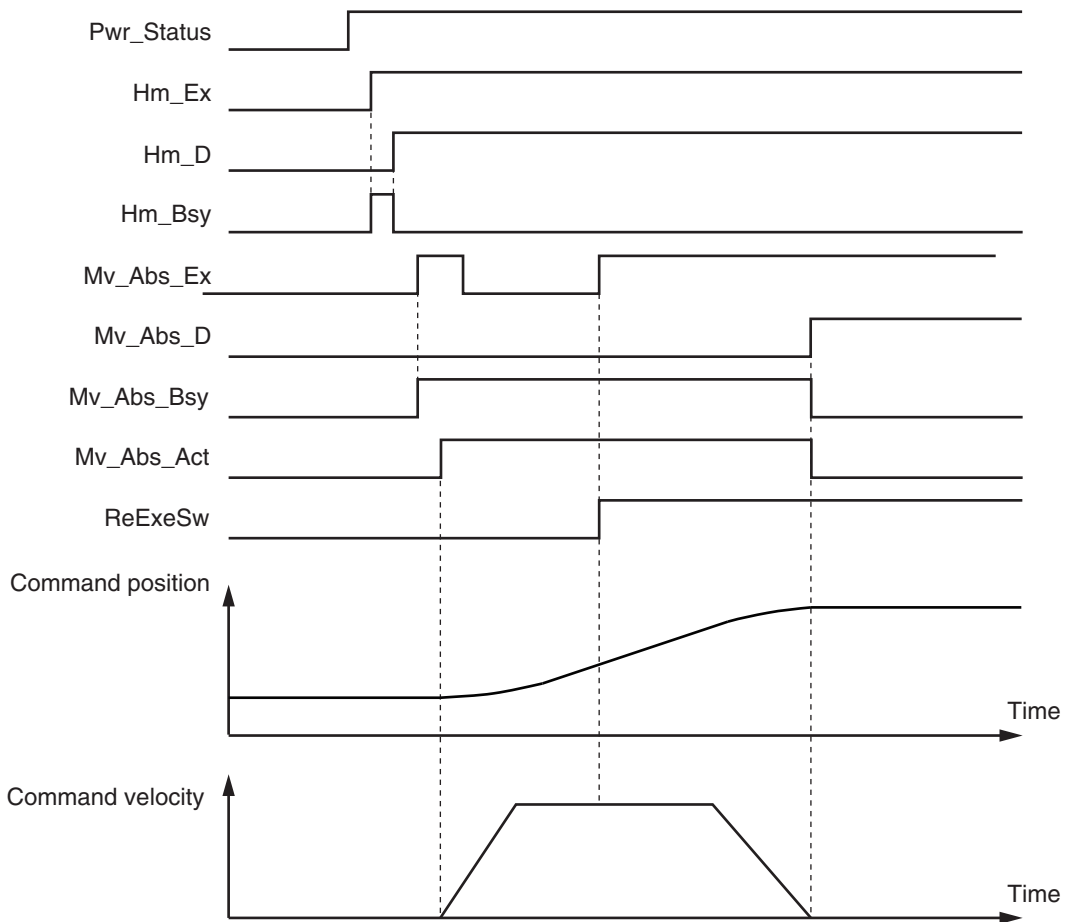 Pwr_Status
Hm_Ex
Hm_D
Hm_Bsy
Mv_Abs_Ex
Mv_Abs_D
Mv_Abs_Bsy
Mv_Abs_Act
ReExeSw
Command position
Time
Command velocity
Time